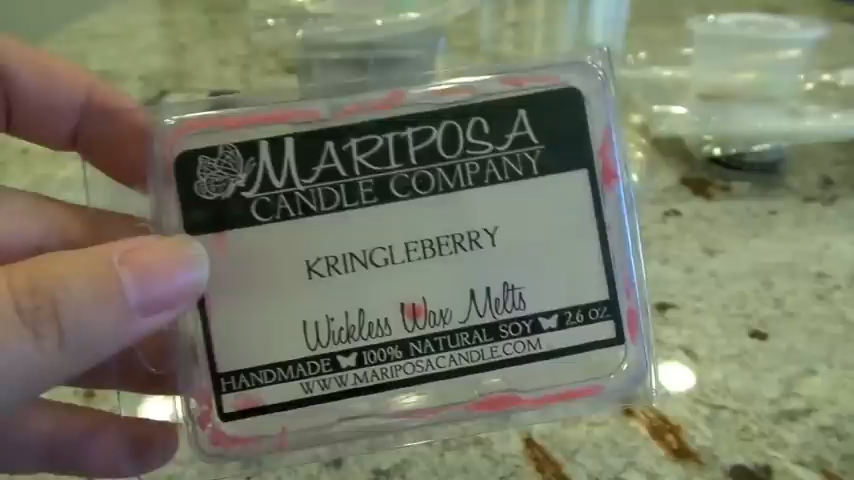 MARIPOSA
CANDLE COMPANY
KRINGLEBERRY
Wickless Wax Melts
HANDMADE 100% NATURAL SOY 2.6 OZ.
WWW.MARIPOSACANDLE.COM